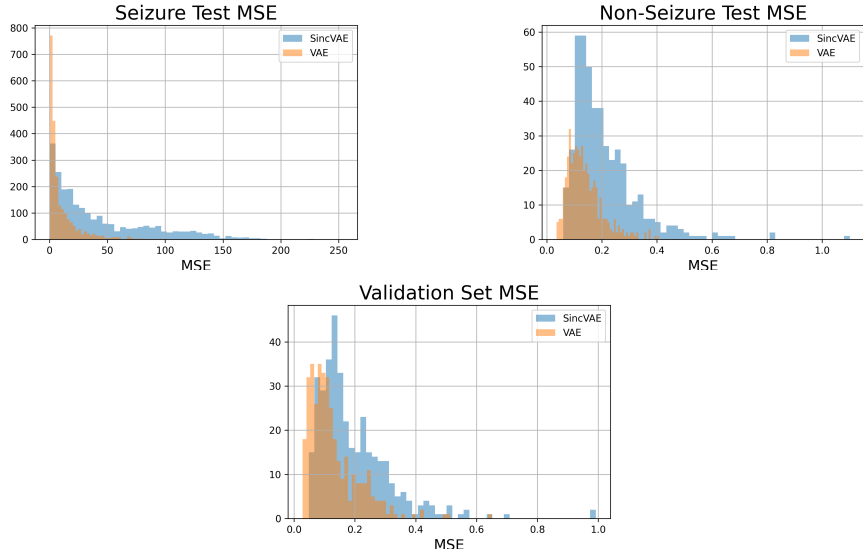 Seizure Test MSE
800
700
600
500
400
300
200
100
0
0 50 100 150 200 250
MSE
SincVAE
VAE
Non-Seizure Test MSE
60
50
40
30
20
10
0
0.0 0.2 0.4 0.6 0.8 1.0
MSE
SincVAE
VAE
Validation Set MSE
40
30
20
10
0
0.0 0.2 0.4 0.6 0.8 1.0
MSE
SincVAE
VAE